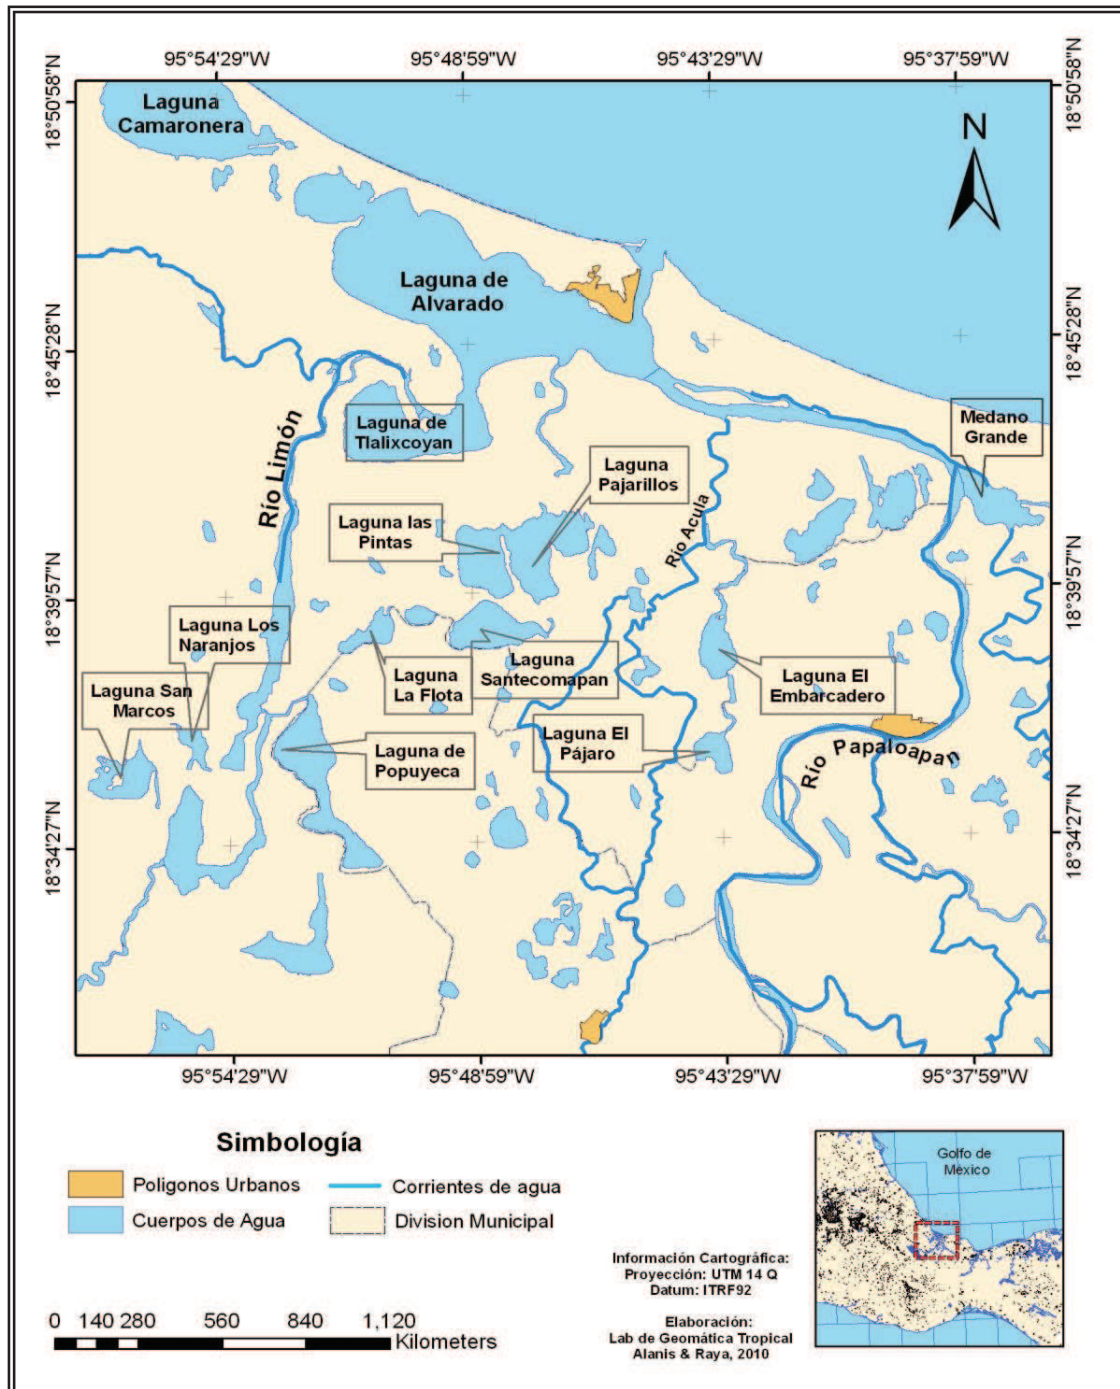 95°54'29"W 95°48'59"W 95°43'29"W 95°37'59"W
18°50'58"N
18°50'58"N
Laguna
Camaronera
N
Laguna de
Alvarado
18°45'28"N
18°45'28"N
Río Limón
Laguna de
Tlalixcoyan
Medano
Grande
Laguna
Pajarillos
Laguna las
Pintas
Río Acula
18°39'57"N
18°39'57"N
Laguna Los
Naranjos
Laguna San
Marcos
Laguna
La Flota
Laguna
Santecomapan
Laguna El
Embarcadero
Laguna de
Popuyeca
Laguna El
Pájaro
Río Papaloapan
18°34'27"N
18°34'27"N
95°54'29"W 95°48'59"W 95°43'29"W 95°37'59"W
Simbología
Poligonos Urbanos
Corrientes de agua
Cuerpos de Agua
Division Municipal
0 140 280 560 840 1,120
Kilometers
Golfo de
México
Información Cartográfica:
Proyección: UTM 14 Q
Datum: ITRF92
Elaboración:
Lab de Geomática Tropical
Alanis & Raya, 2010